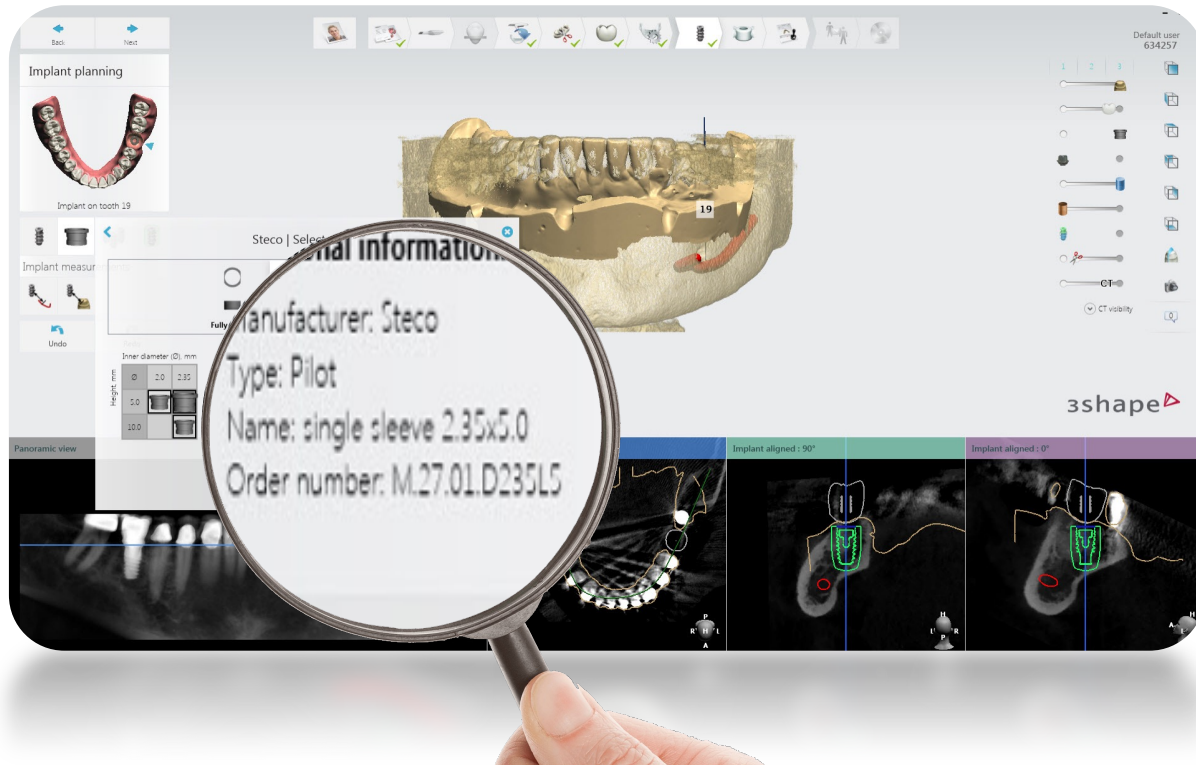 Back
Next
Default user
634257
Implant planning
1 2 3
Implant on tooth 19
19
Steco | Select
Implant measur
Fully
Undo
CT
CT visibility
Inner diameter (Ø), mm
Height, mm
Ø 2.0 2.35
5.0
10.0
nal information
anufacturer: Steco
Type: Pilot
Name: single sleeve 2.35x5.0
Order number: M.27.01.D235L5
3shape
Panoramic view
Implant aligned : 90°
Implant aligned : 0°
P
R H L
A
H
L R
P
H
A L